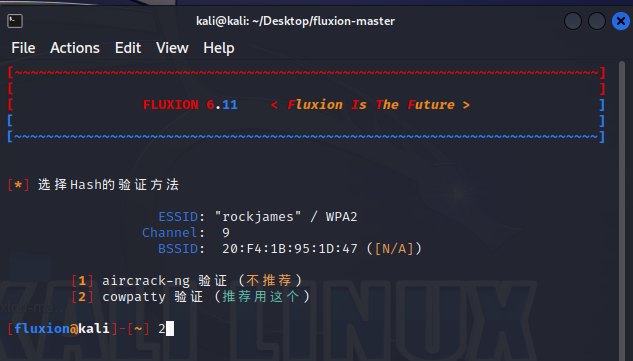 kali@kali: ~/Desktop/fluxion-master
File Actions Edit View Help
[~~~~~~~~~~~~~~~~~~~~~~~~~~~~~~~~~~~~~~~~~~~~~~~~~~~~~~~~~~~~~~~~~~~~~~~~]
[ ]
[ FLUXION 6.11 < Fluxion Is The Future > ]
[ ]
[~~~~~~~~~~~~~~~~~~~~~~~~~~~~~~~~~~~~~~~~~~~~~~~~~~~~~~~~~~~~~~~~~~~~~~~~]
[*] 选择Hash的验证方法
ESSID: "rockjames" / WPA2
Channel: 9
BSSID: 20:F4:1B:95:1D:47 ([N/A])
[1] aircrack-ng 验证 (不推荐)
[2] cowpatty 验证 (推荐用这个)
[fluxion@kali]-[~] 2
KALI LINUX